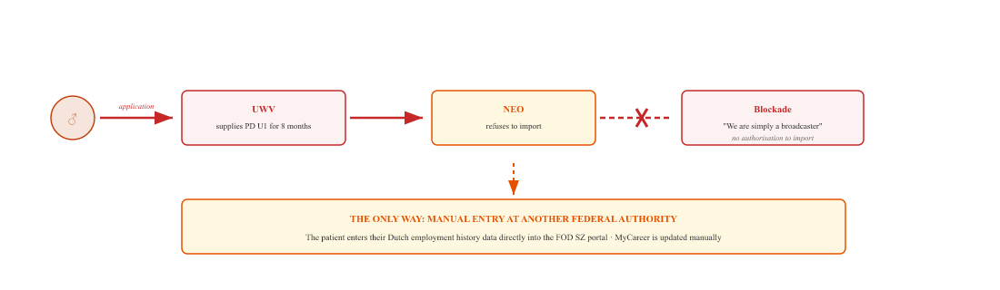 application
UWV
supplies PD U1 for 8 months
NEO
refuses to import
Blockade
"We are simply a broadcaster"
no authorisation to import
THE ONLY WAY: MANUAL ENTRY AT ANOTHER FEDERAL AUTHORITY
The patient enters their Dutch employment history data directly into the FOD SZ portal · MyCareer is updated manually